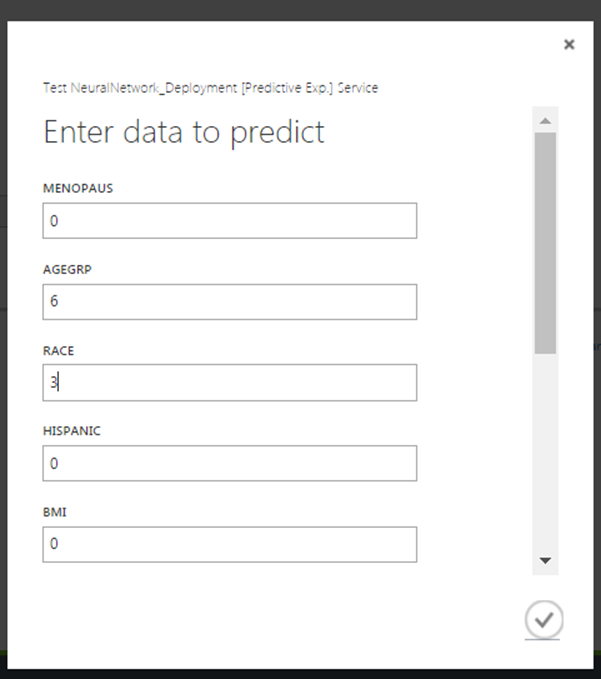 Test NeuralNetwork_Deployment [Predictive Exp.] Service
Enter data to predict
MENOPAUS
0
AGEGRP
6
RACE
3
HISPANIC
0
BMI
0